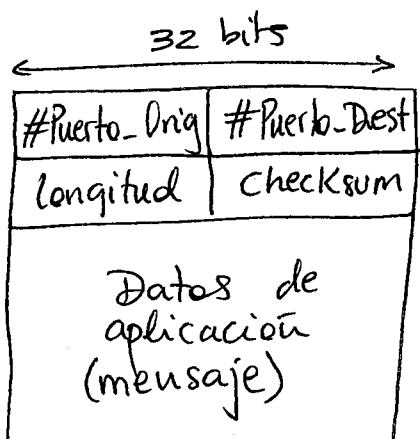 32 bits
#Puerto_Orig #Puerto_Dest
longitud checksum
Datos de
aplicación
(mensaje)